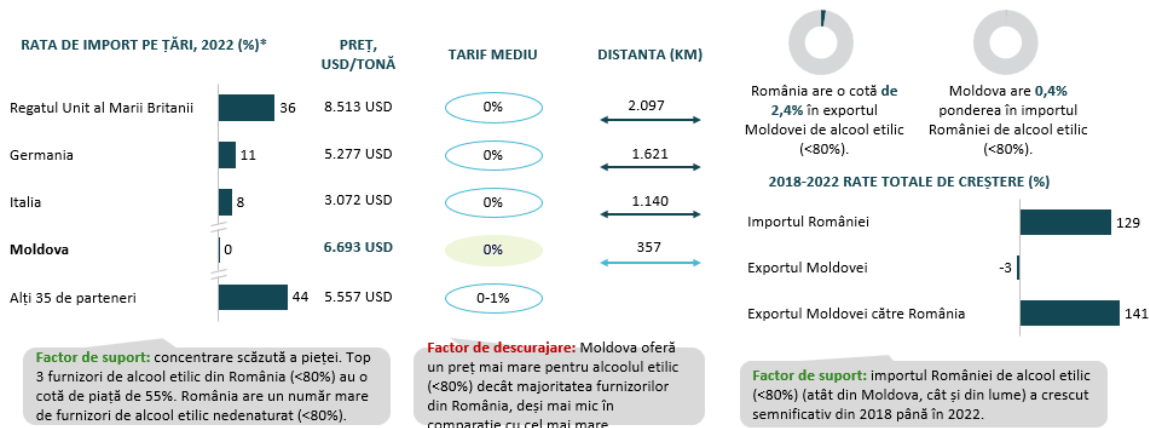 RATA DE IMPORT PE ȚĂRI, 2022 (%)*
PREȚ,
USD/TONĂ
TARIF MEDIU
DISTANTA (KM)
Regatul Unit al Marii Britanii 36 8.513 USD 0% 2.097
Germania 11 5.277 USD 0% 1.621
Italia 8 3.072 USD 0% 1.140
Moldova 0 6.693 USD 0% 357
Alți 35 de parteneri 44 5.557 USD 0-1%
Factor de suport: concentrare scăzută a pieței. Top
3 furnizori de alcool etilic din România (<80%) au o
cotă de piață de 55%. România are un număr mare
de furnizori de alcool etilic nedenaturat (<80%).
Factor de descurajare: Moldova oferă
un preț mai mare pentru alcoolul etilic
(<80%) decât majoritatea furnizorilor
din România, deși mai mic în
comparație cu cel mai mare
România are o cotă de
2,4% în exportul
Moldovei de alcool etilic
(<80%).
Moldova are 0,4%
ponderea în importul
României de alcool etilic
(<80%).
2018-2022 RATE TOTALE DE CREȘTERE (%)
Importul României 129
Exportul Moldovei -3
Exportul Moldovei către România 141
Factor de suport: importul României de alcool etilic
(<80%) (atât din Moldova, cât și din lume) a crescut
semnificativ din 2018 până în 2022.